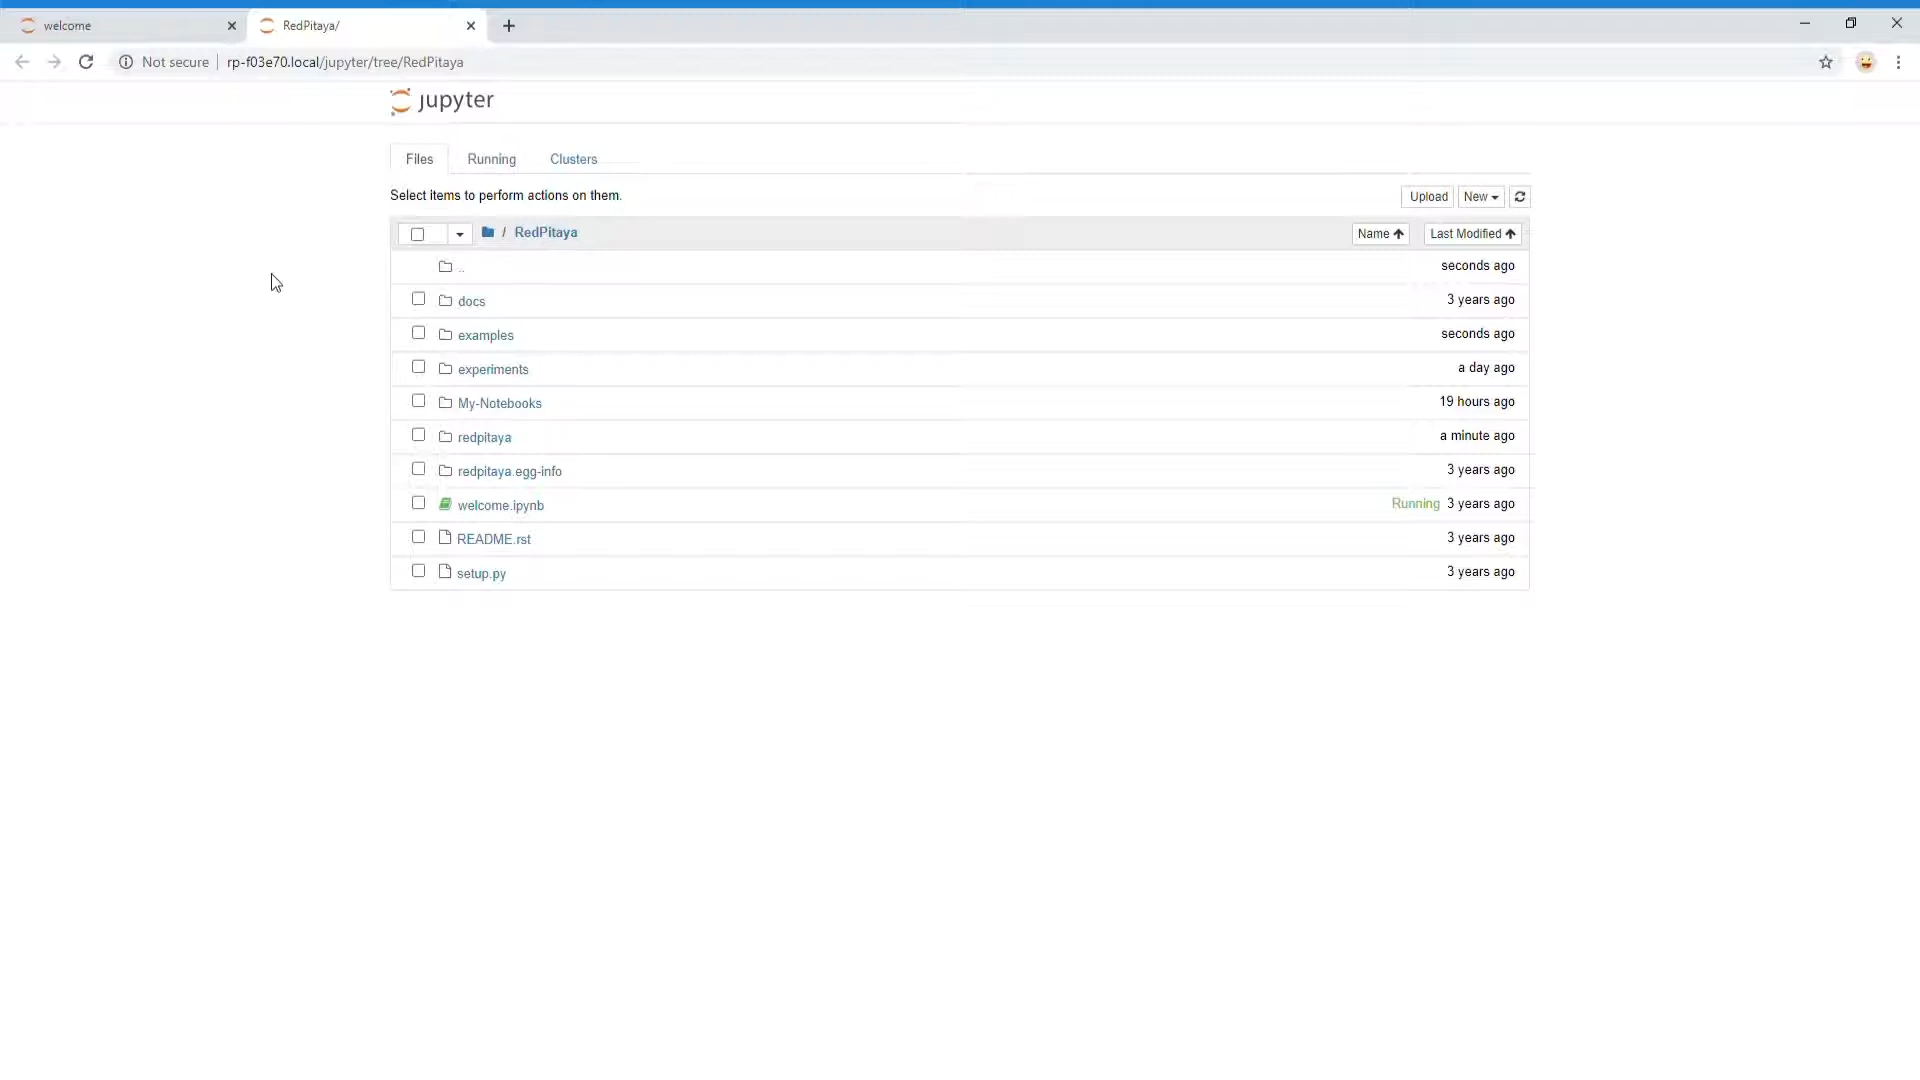 welcome
RedPitaya/
Not secure
rp-f03e70.local/jupyter/tree/RedPitaya
jupyter
Files Running Clusters
Select items to perform actions on them.
Upload New
/ RedPitaya
Name Last Modified
.. seconds ago
docs 3 years ago
examples seconds ago
experiments a day ago
My-Notebooks 19 hours ago
redpitaya a minute ago
redpitaya.egg-info 3 years ago
welcome.ipynb Running 3 years ago
README.rst 3 years ago
setup.py 3 years ago